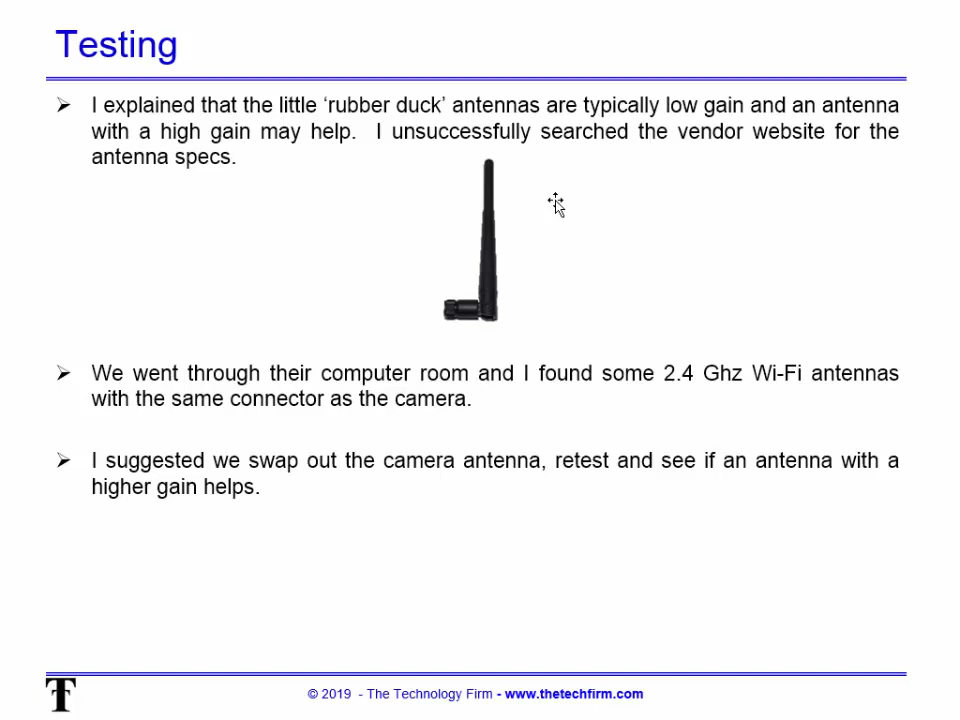 Testing
I explained that the little ‘rubber duck’ antennas are typically low gain and an antenna
with a high gain may help. I unsuccessfully searched the vendor website for the
antenna specs.
We went through their computer room and I found some 2.4 Ghz Wi-Fi antennas
with the same connector as the camera.
I suggested we swap out the camera antenna, retest and see if an antenna with a
higher gain helps.
© 2019 - The Technology Firm - www.thetechfirm.com